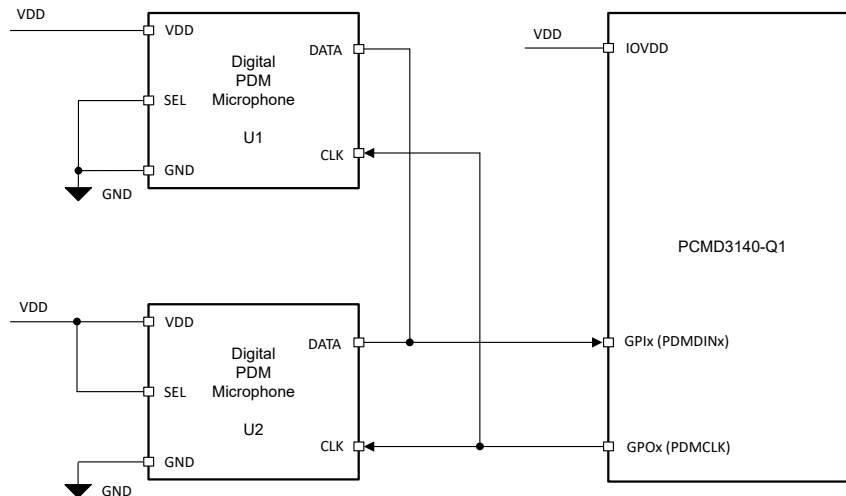 VDD
VDD
SEL
GND
GND
Digital
PDM
Microphone
U1
DATA
CLK
VDD
IOVDD
PCMD3140-Q1
GPIx (PDMDINx)
GPOx (PDMCLK)
VDD
VDD
SEL
GND
GND
Digital
PDM
Microphone
U2
DATA
CLK